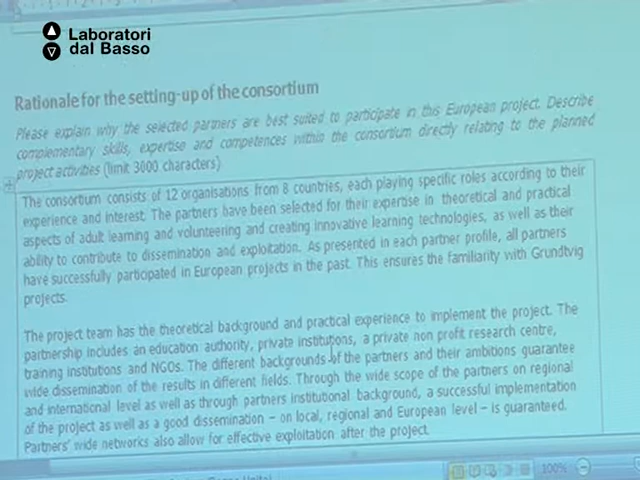 Laboratori
dal Basso
Rationale for the setting-up of the consortium
Please explain why the selected partners are best suited to participate in this European project. Describe
complementary skills, expertise and competences within the consortium directly relating to the planned
project activities (limit 3000 characters)
The consortium consists of 12 organisations from 8 countries, each playing specific roles according to their
experience and interest. The partners have been selected for their expertise in theoretical and practical
aspects of adult learning and volunteering and creating innovative learning technologies, as well as their
ability to contribute to dissemination and exploitation. As presented in each partner profile, all partners
have successfully participated in European projects in the past. This ensures the familiarity with Grundtvig
projects.
The project team has the theoretical background and practical experience to implement the project. The
partnership includes an education authority, private institutions, a private non profit research centre,
training institutions and NGOs. The different backgrounds of the partners and their ambitions guarantee
wide dissemination of the results in different fields. Through the wide scope of the partners on regional
and international level as well as through partners institutional background, a successful implementation
of the project as well as a good dissemination – on local, regional and European level – is guaranteed.
Partners' wide networks also allow for effective exploitation after the project.
100%